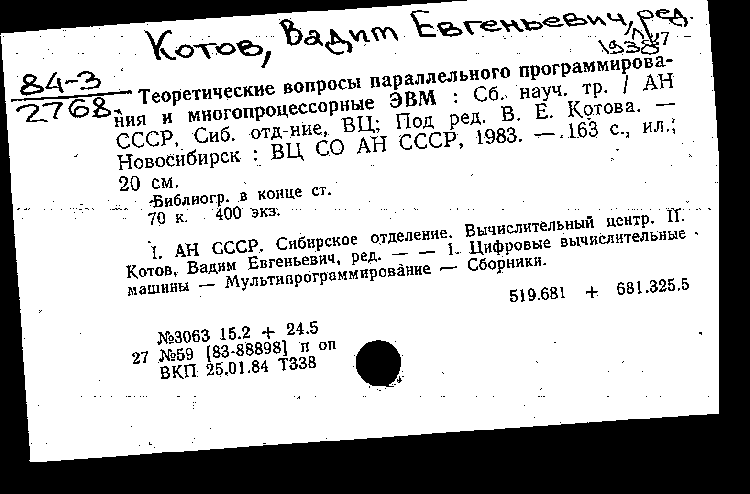 Котов, Вадим Евгеньевич, ред.
1938
84-3
2768.
Теоретические вопросы параллельного программирова-
ния и многопроцессорные ЭВМ : Сб. науч. тр. / АН
СССР, Сиб. отд-ние, ВЦ; Под ред. В. Е. Котова. —
Новосибирск : ВЦ СО АН СССР, 1983. — 163 с., ил.;
20 см.
Библиогр. в конце ст.
70 к. 400 экз.
I. АН СССР. Сибирское отделение. Вычислительный центр. II.
Котов, Вадим Евгеньевич, ред. — — 1. Цифровые вычислительные
машины — Мультипрограммирование — Сборники.
519.681 + 681.325.5
№3063 15.2 + 24.5
27 №59 [83-88898] п оп
ВКП 25.01.84 Т338